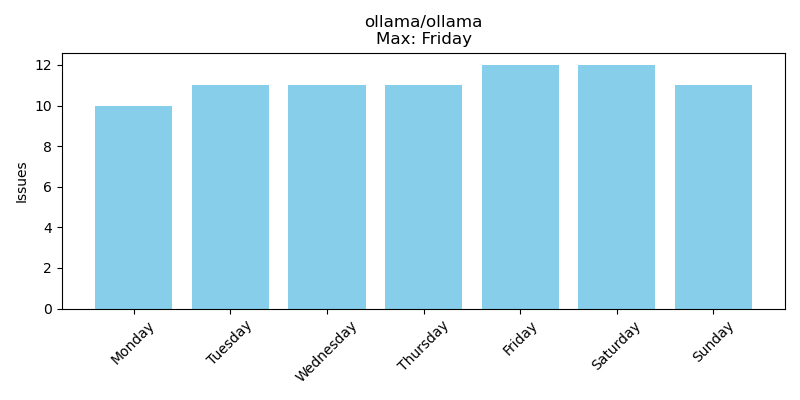 ollama/ollama
Max: Friday
Issues
12
10
8
6
4
2
0
Monday
Tuesday
Wednesday
Thursday
Friday
Saturday
Sunday